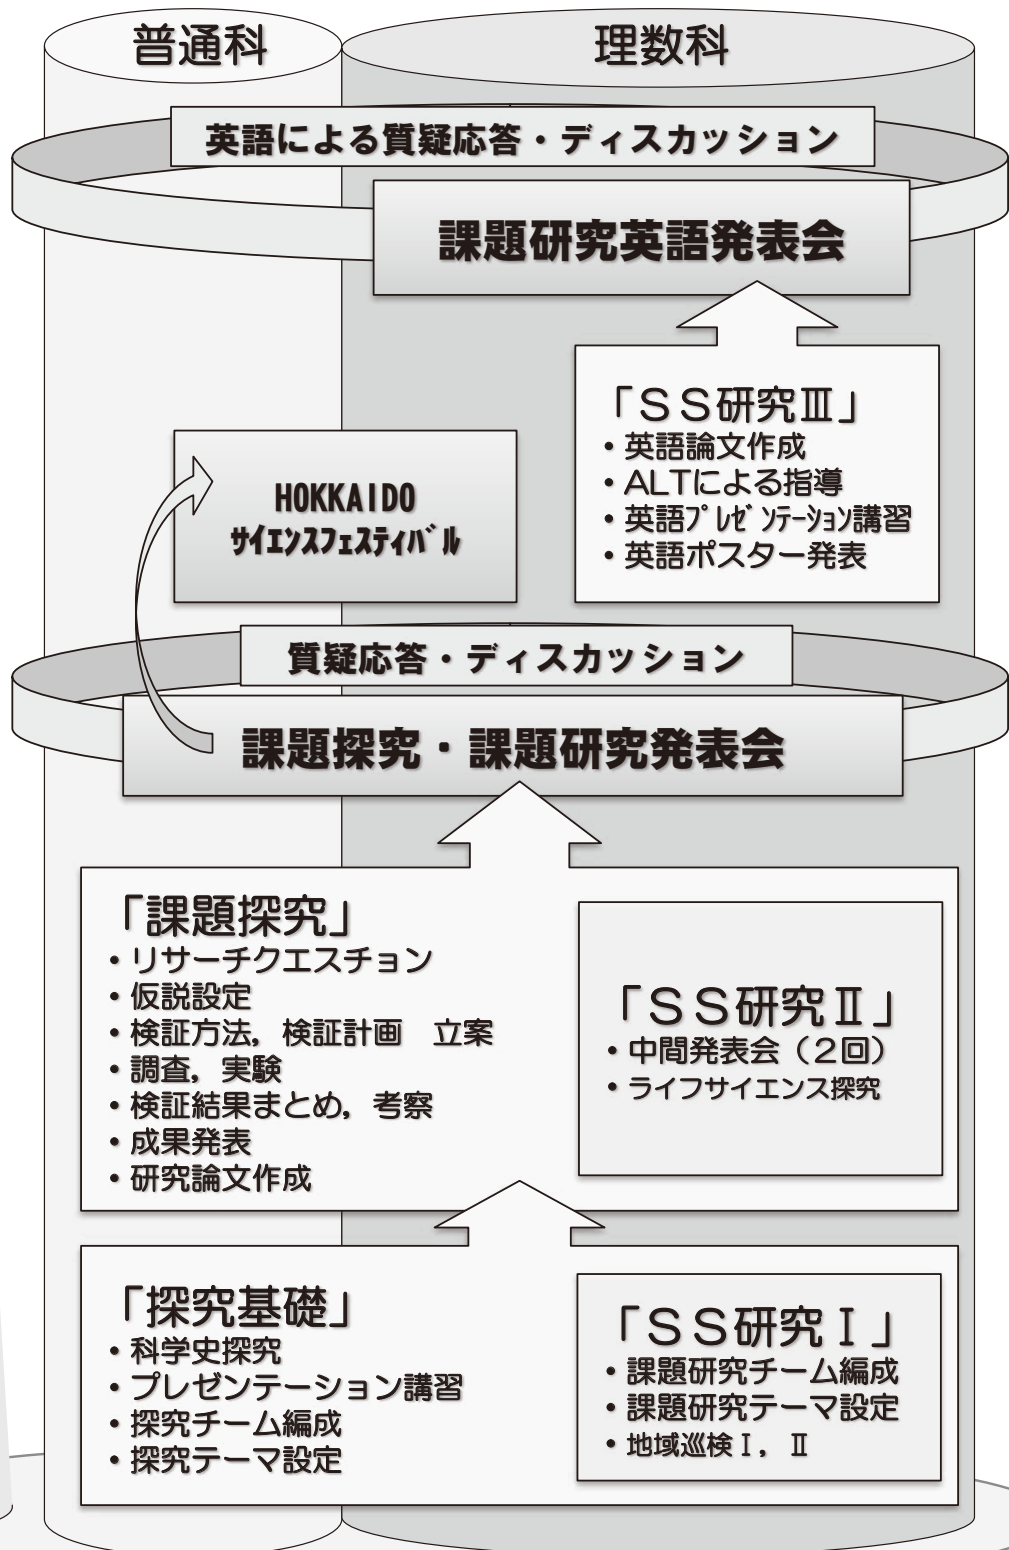 普通科
理数科
英語による質疑応答・ディスカッション
課題研究英語発表会
「ＳＳ研究Ⅲ」
・英語論文作成
・ALTによる指導
・英語ﾌﾟﾚｾﾞﾝﾃｰｼｮﾝ講習
・英語ポスター発表
HOKKAIDO
ｻｲｴﾝｽﾌｪｽﾃｨﾊﾞﾙ
質疑応答・ディスカッション
課題探究・課題研究発表会
「課題探究」
・リサーチクエスチョン
・仮説設定
・検証方法，検証計画　立案
・調査，実験
・検証結果まとめ，考察
・成果発表
・研究論文作成
「ＳＳ研究Ⅱ」
・中間発表会（２回）
・ライフサイエンス探究
「探究基礎」
・科学史探究
・プレゼンテーション講習
・探究チーム編成
・探究テーマ設定
「ＳＳ研究Ⅰ」
・課題研究チーム編成
・課題研究テーマ設定
・地域巡検Ⅰ，Ⅱ